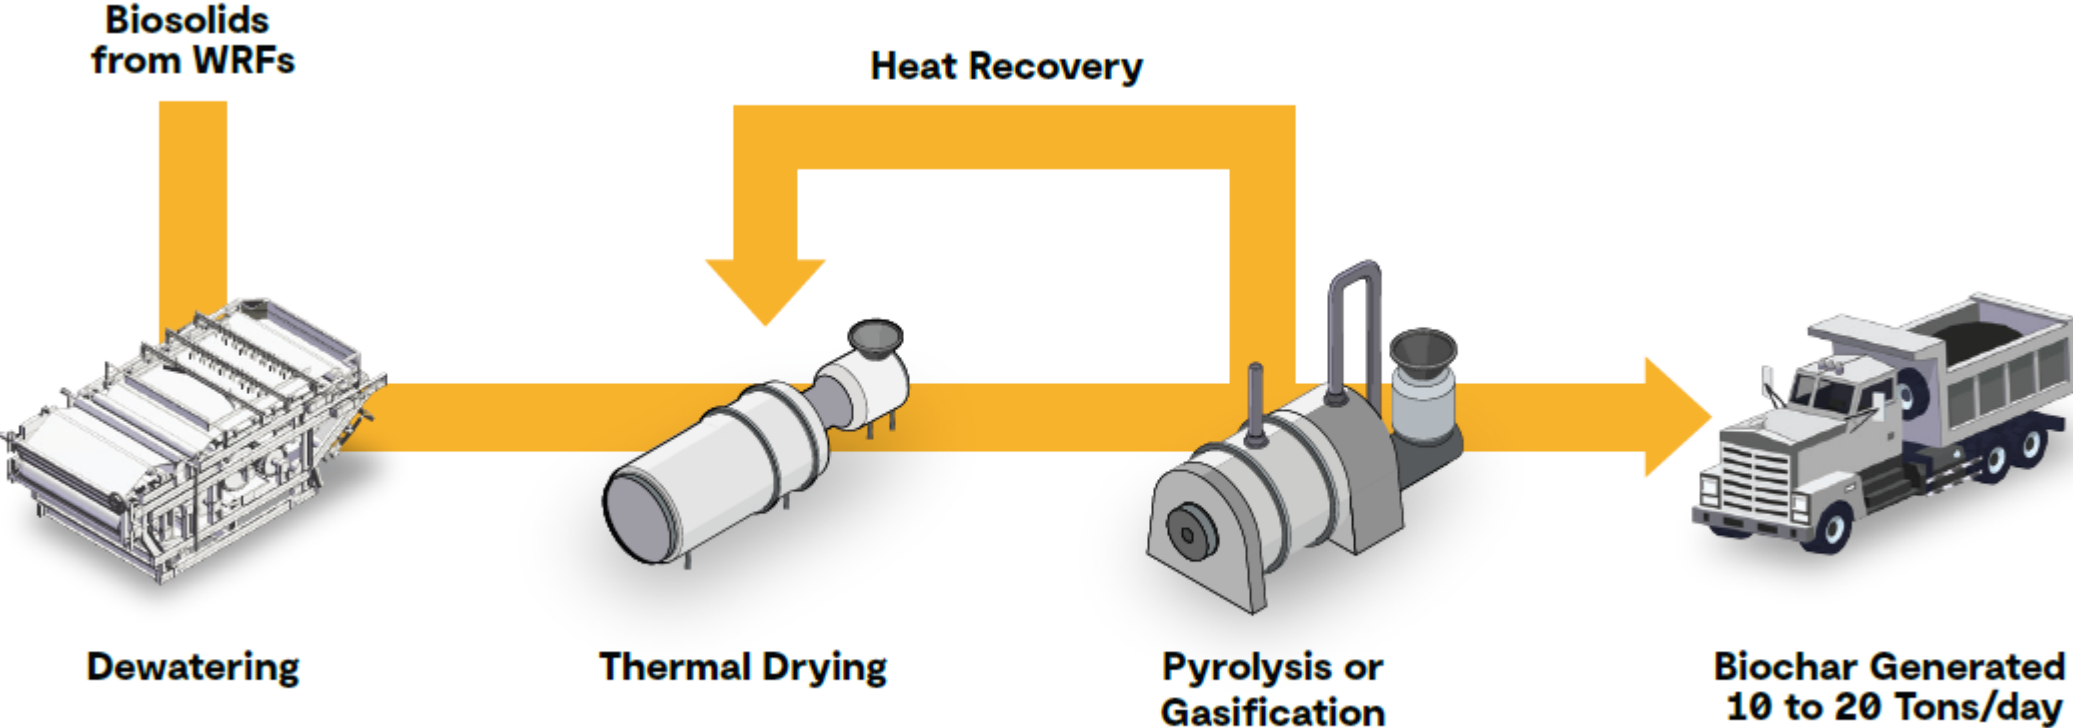 Biosolids
from WRFs
Heat Recovery
Dewatering
Thermal Drying
Pyrolysis or
Gasification
Biochar Generated
10 to 20 Tons/day